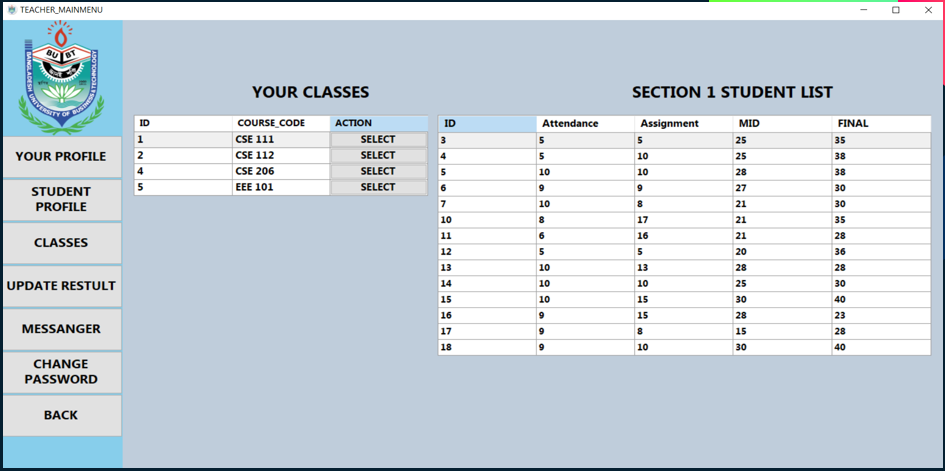 TEACHER_MAINMENU
BU BT
BANGLADESH UNIVERSITY OF BUSINESS & TECHNOLOGY
YOUR PROFILE
STUDENT
PROFILE
CLASSES
UPDATE RESTULT
MESSANGER
CHANGE
PASSWORD
BACK
YOUR CLASSES
ID COURSE_CODE ACTION
1 CSE 111 SELECT
2 CSE 112 SELECT
4 CSE 206 SELECT
5 EEE 101 SELECT
SECTION 1 STUDENT LIST
ID Attendance Assignment MID FINAL
3 5 5 25 35
4 5 10 25 38
5 10 10 28 38
6 9 9 27 30
7 10 8 21 30
10 8 17 21 35
11 6 16 21 28
12 5 5 20 36
13 10 13 28 28
14 10 10 25 30
15 10 15 30 40
16 9 15 28 23
17 9 8 15 28
18 9 10 30 40